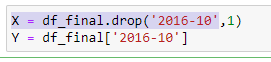 X = df_final.drop('2016-10',1)
Y = df_final['2016-10']